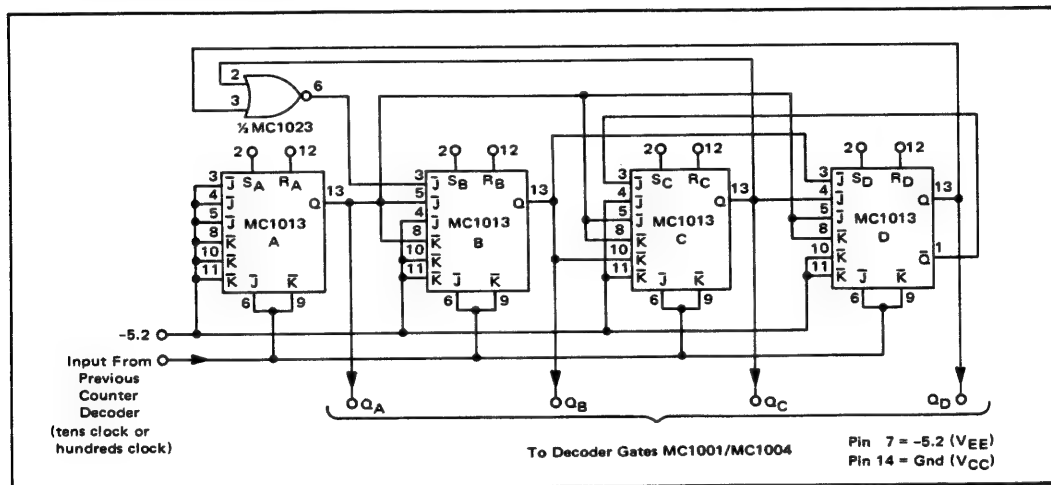 2
3
6
½ MC1023
2 S_A R_A 12
3 J̅
4 J̅
5 J̅
8 K̅
10 K̅
11 K̅
Q 13
MC1013
A
J̅ K̅
6 9
2 S_B R_B 12
3 J̅
5 J̅
4 J̅
8 K̅
10 K̅
11 K̅
Q 13
MC1013
B
J̅ K̅
6 9
2 S_C R_C 12
3 J̅
4 J̅
5 J̅
8 K̅
10 K̅
11 K̅
Q 13
MC1013
C
J̅ K̅
6 9
2 S_D R_D 12
3 J̅
4 J̅
5 J̅
8 K̅
10 K̅
11 K̅
Q 13
Q̅ 1
MC1013
D
J̅ K̅
6 9
-5.2
Input From
Previous
Counter
Decoder
(tens clock or
hundreds clock)
Q_A
Q_B
Q_C
Q_D
To Decoder Gates MC1001/MC1004
Pin 7 = -5.2 (V_EE)
Pin 14 = Gnd (V_CC)